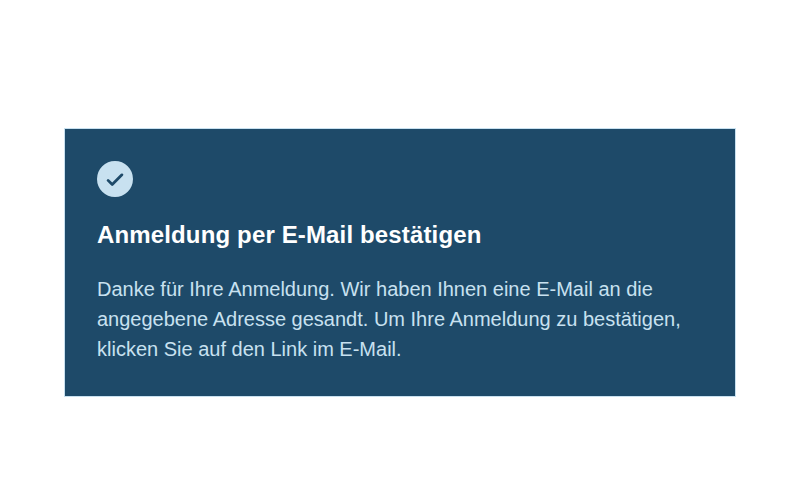 Anmeldung per E-Mail bestätigen
Danke für Ihre Anmeldung. Wir haben Ihnen eine E-Mail an die
angegebene Adresse gesandt. Um Ihre Anmeldung zu bestätigen,
klicken Sie auf den Link im E-Mail.